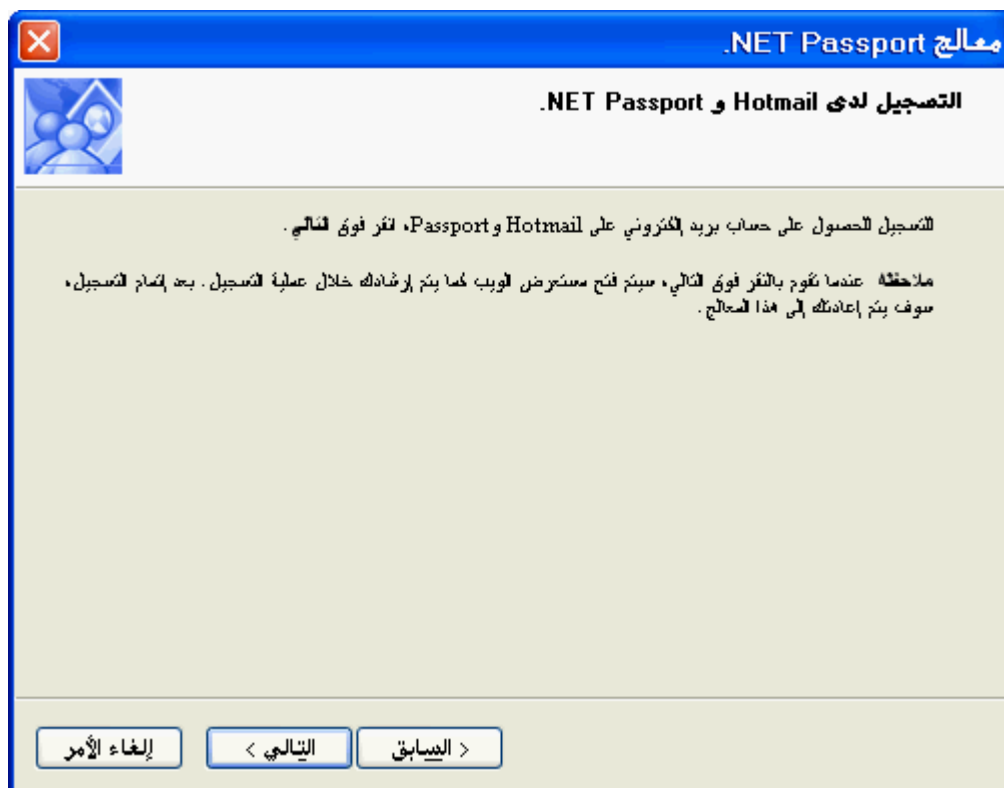 معالج NET Passport.
التسجيل لدى Hotmail و NET Passport.
للتسجيل للحصول على حساب بريد إلكتروني على Hotmail و Passport، انقر فوق التالي.
ملاحظة عندما تقوم بالنقر فوق التالي، سيتم فتح مستعرض الويب كما يتم إرشادك خلال عملية التسجيل. بعد إتمام التسجيل،
سوف يتم إعادتك إلى هذا المعالج.
< السابق
التالي >
إلغاء الأمر